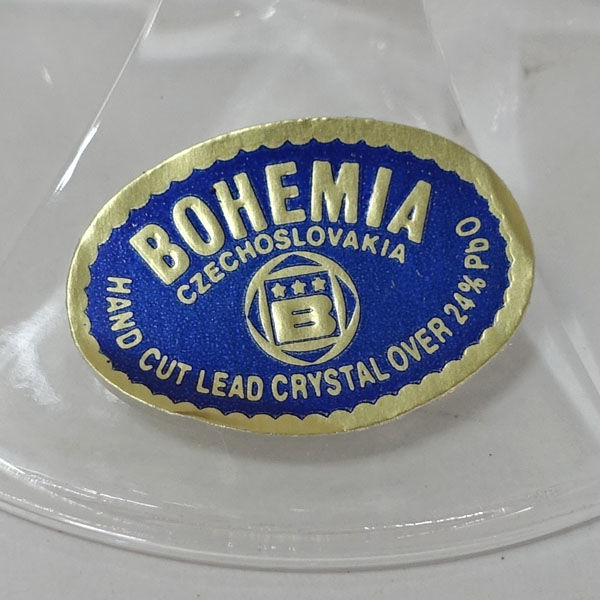 BOHEMIA
CZECHOSLOVAKIA
B
HAND CUT LEAD CRYSTAL OVER 24% PbO